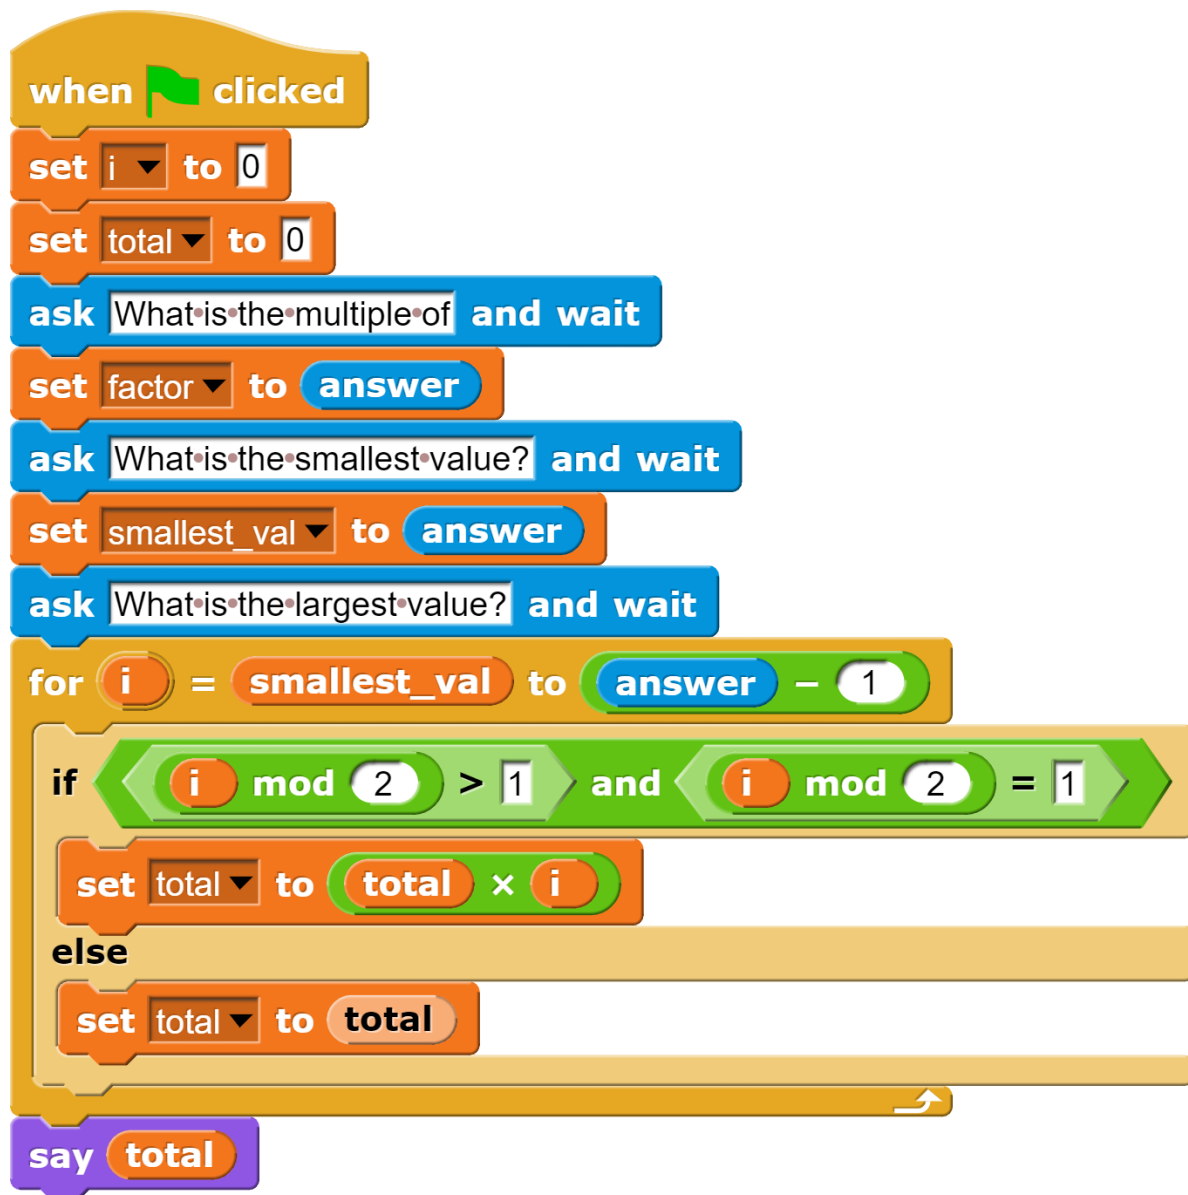 when clicked
set i to 0
set total to 0
ask What is the multiple of and wait
set factor to answer
ask What is the smallest value? and wait
set smallest_val to answer
ask What is the largest value? and wait
for i = smallest_val to answer − 1
if i mod 2 > 1 and i mod 2 = 1
set total to total × i
else
set total to total
say total